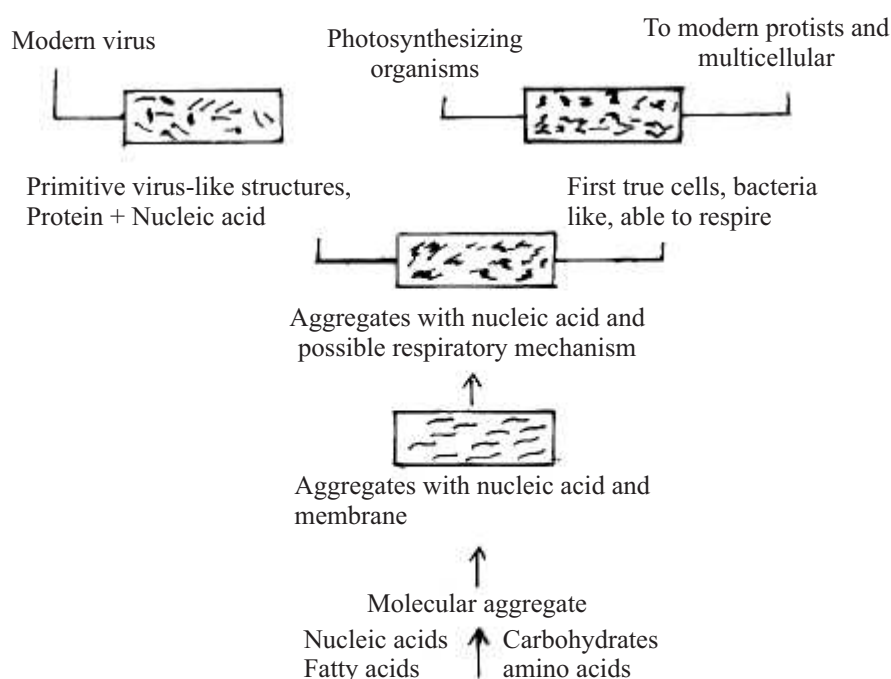 Modern virus
Photosynthesizing
organisms
To modern protists and
multicellular
Primitive virus-like structures,
Protein + Nucleic acid
First true cells, bacteria
like, able to respire
Aggregates with nucleic acid and
possible respiratory mechanism
Aggregates with nucleic acid and
membrane
Molecular aggregate
Nucleic acids
Fatty acids
Carbohydrates
amino acids